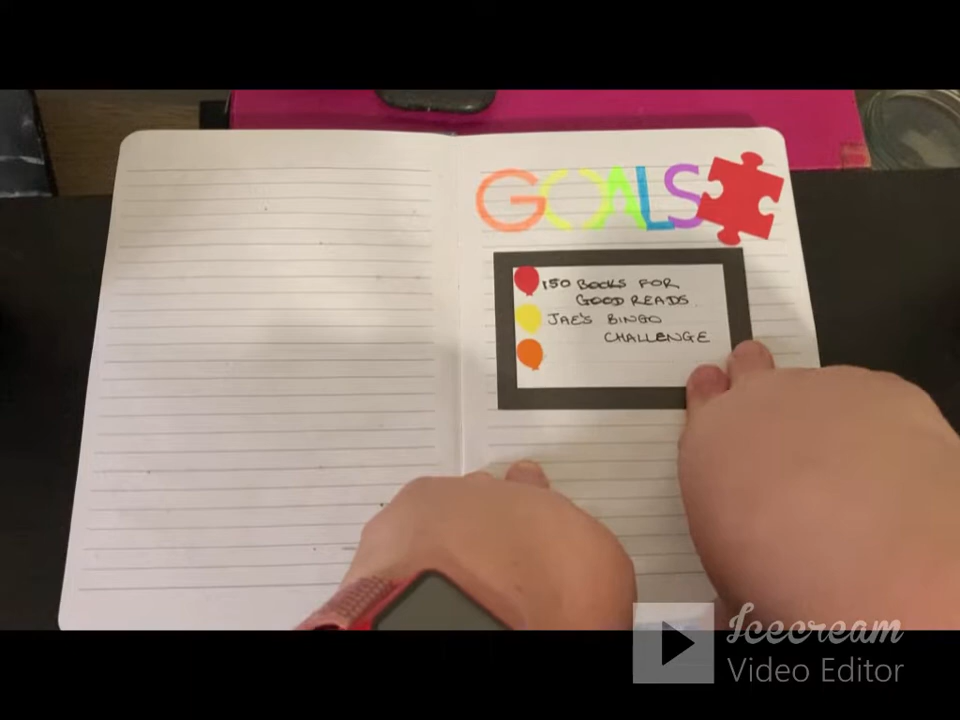 GOALS
150 BOOKS FOR
GOOD READS
JAE'S BINGO
CHALLENGE
Icecream
Video Editor